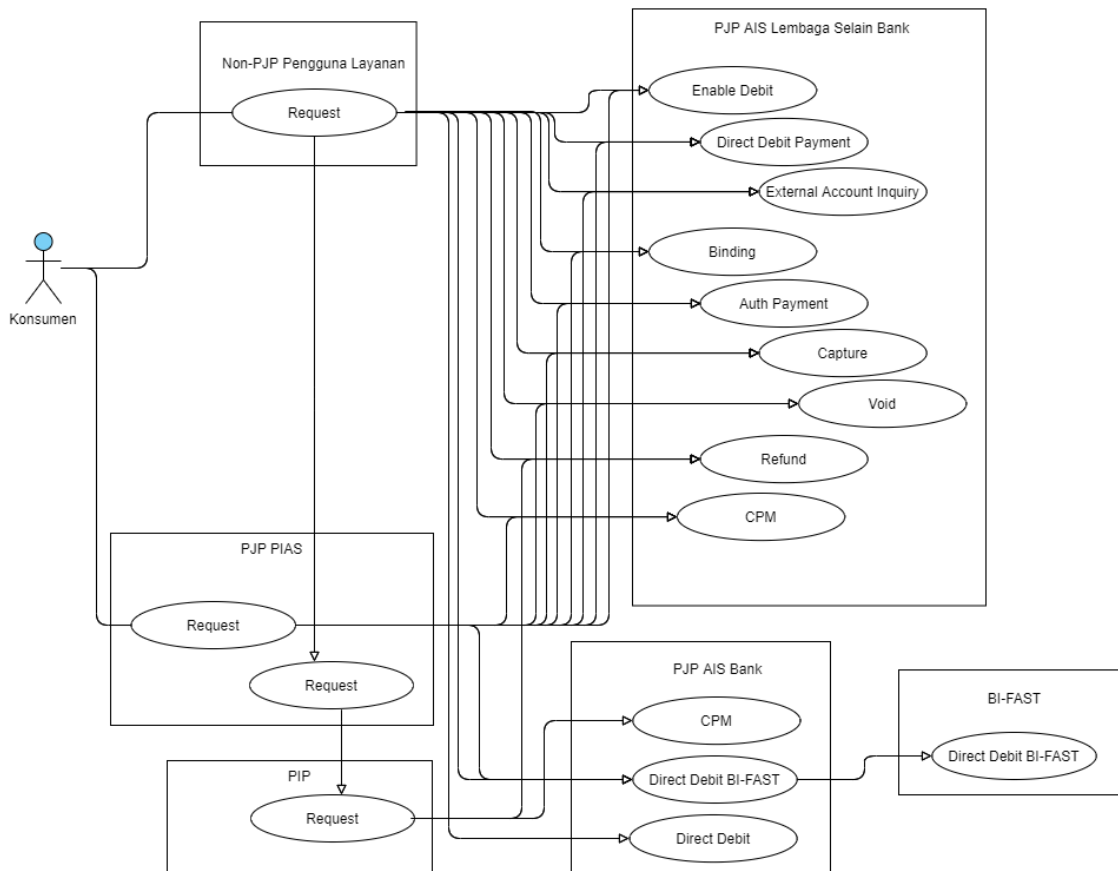 PJP AIS Lembaga Selain Bank
Non-PJP Pengguna Layanan
Enable Debit
Request
Direct Debit Payment
External Account Inquiry
Binding
Konsumen
Auth Payment
Capture
Void
Refund
CPM
PJP PIAS
Request
Request
PJP AIS Bank
BI-FAST
CPM
Direct Debit BI-FAST
Direct Debit BI-FAST
PIP
Request
Direct Debit